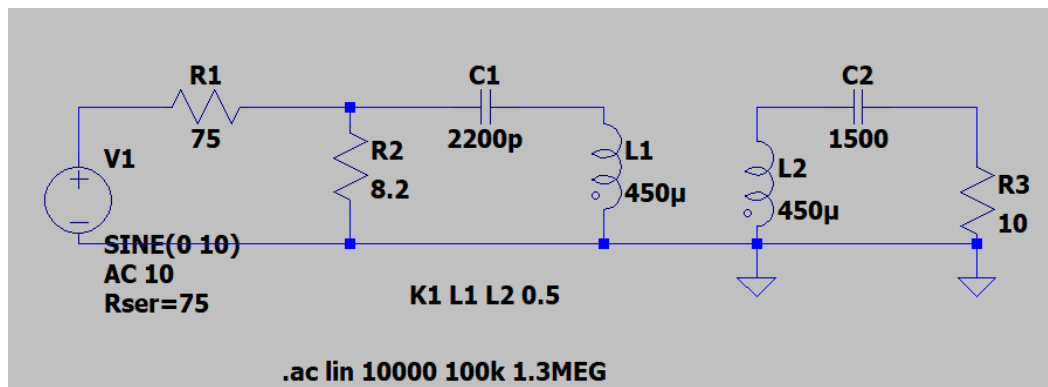 R1
75
V1
SINE(0 10)
AC 10
Rser=75
R2
8.2
C1
2200p
L1
450µ
L2
450µ
C2
1500
R3
10
K1 L1 L2 0.5
.ac lin 10000 100k 1.3MEG